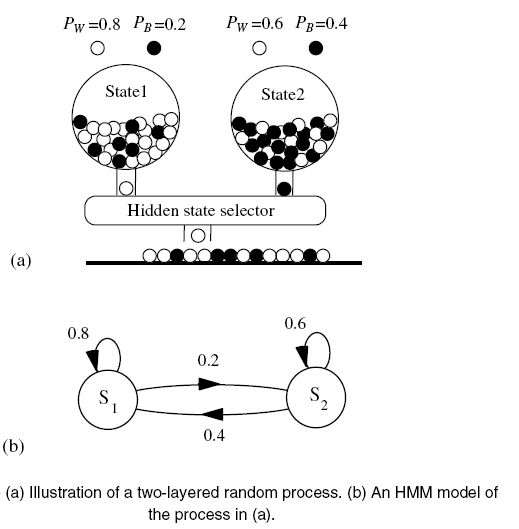 P_W=0.8 P_B=0.2 P_W=0.6 P_B=0.4
State1 State2
Hidden state selector
(a)
0.8 0.6
0.2
S1 S2
0.4
(b)
(a) Illustration of a two-layered random process. (b) An HMM model of
the process in (a).